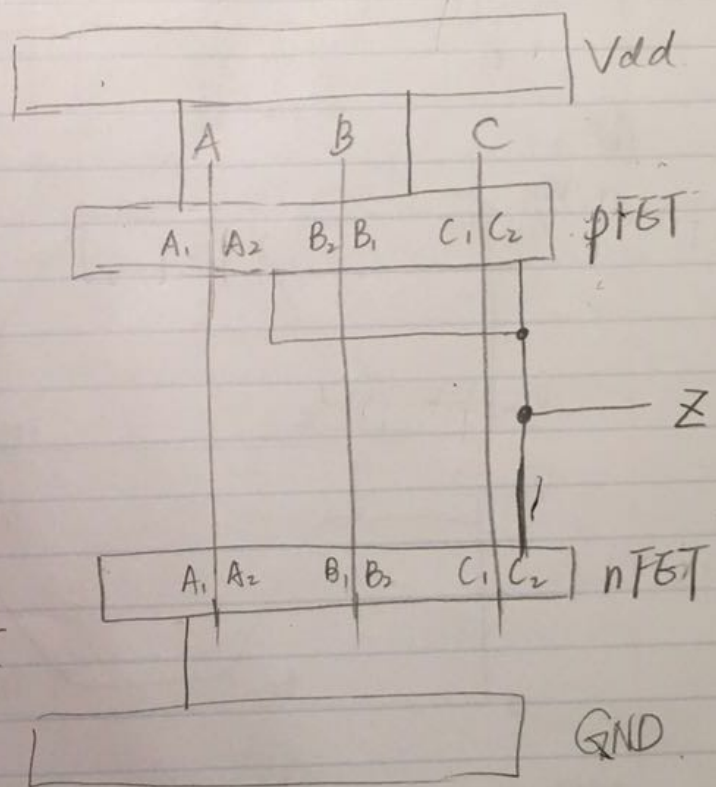 Vdd
A B C
A1 A2 B2 B1 C1 C2 pFET
Z
A1 A2 B1 B2 C1 C2 nFET
GND